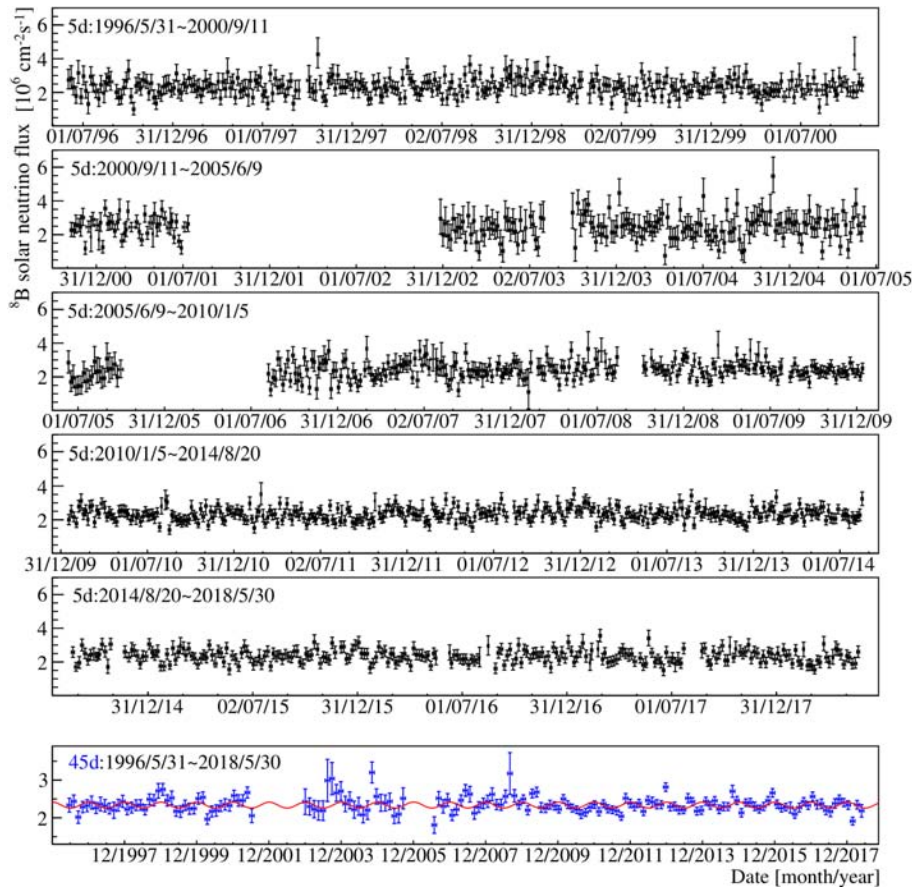 ⁸B solar neutrino flux [10⁶ cm⁻²s⁻¹]
5d:1996/5/31~2000/9/11
6
4
2
01/07/96 31/12/96 01/07/97 31/12/97 02/07/98 31/12/98 02/07/99 31/12/99 01/07/00
5d:2000/9/11~2005/6/9
6
4
2
31/12/00 01/07/01 31/12/01 01/07/02 31/12/02 02/07/03 31/12/03 01/07/04 31/12/04 01/07/05
5d:2005/6/9~2010/1/5
6
4
2
01/07/05 31/12/05 01/07/06 31/12/06 02/07/07 31/12/07 01/07/08 31/12/08 01/07/09 31/12/09
5d:2010/1/5~2014/8/20
6
4
2
31/12/09 01/07/10 31/12/10 02/07/11 31/12/11 01/07/12 31/12/12 01/07/13 31/12/13 01/07/14
5d:2014/8/20~2018/5/30
6
4
2
31/12/14 02/07/15 31/12/15 01/07/16 31/12/16 01/07/17 31/12/17
45d:1996/5/31~2018/5/30
3
2
12/1997 12/1999 12/2001 12/2003 12/2005 12/2007 12/2009 12/2011 12/2013 12/2015 12/2017
Date [month/year]